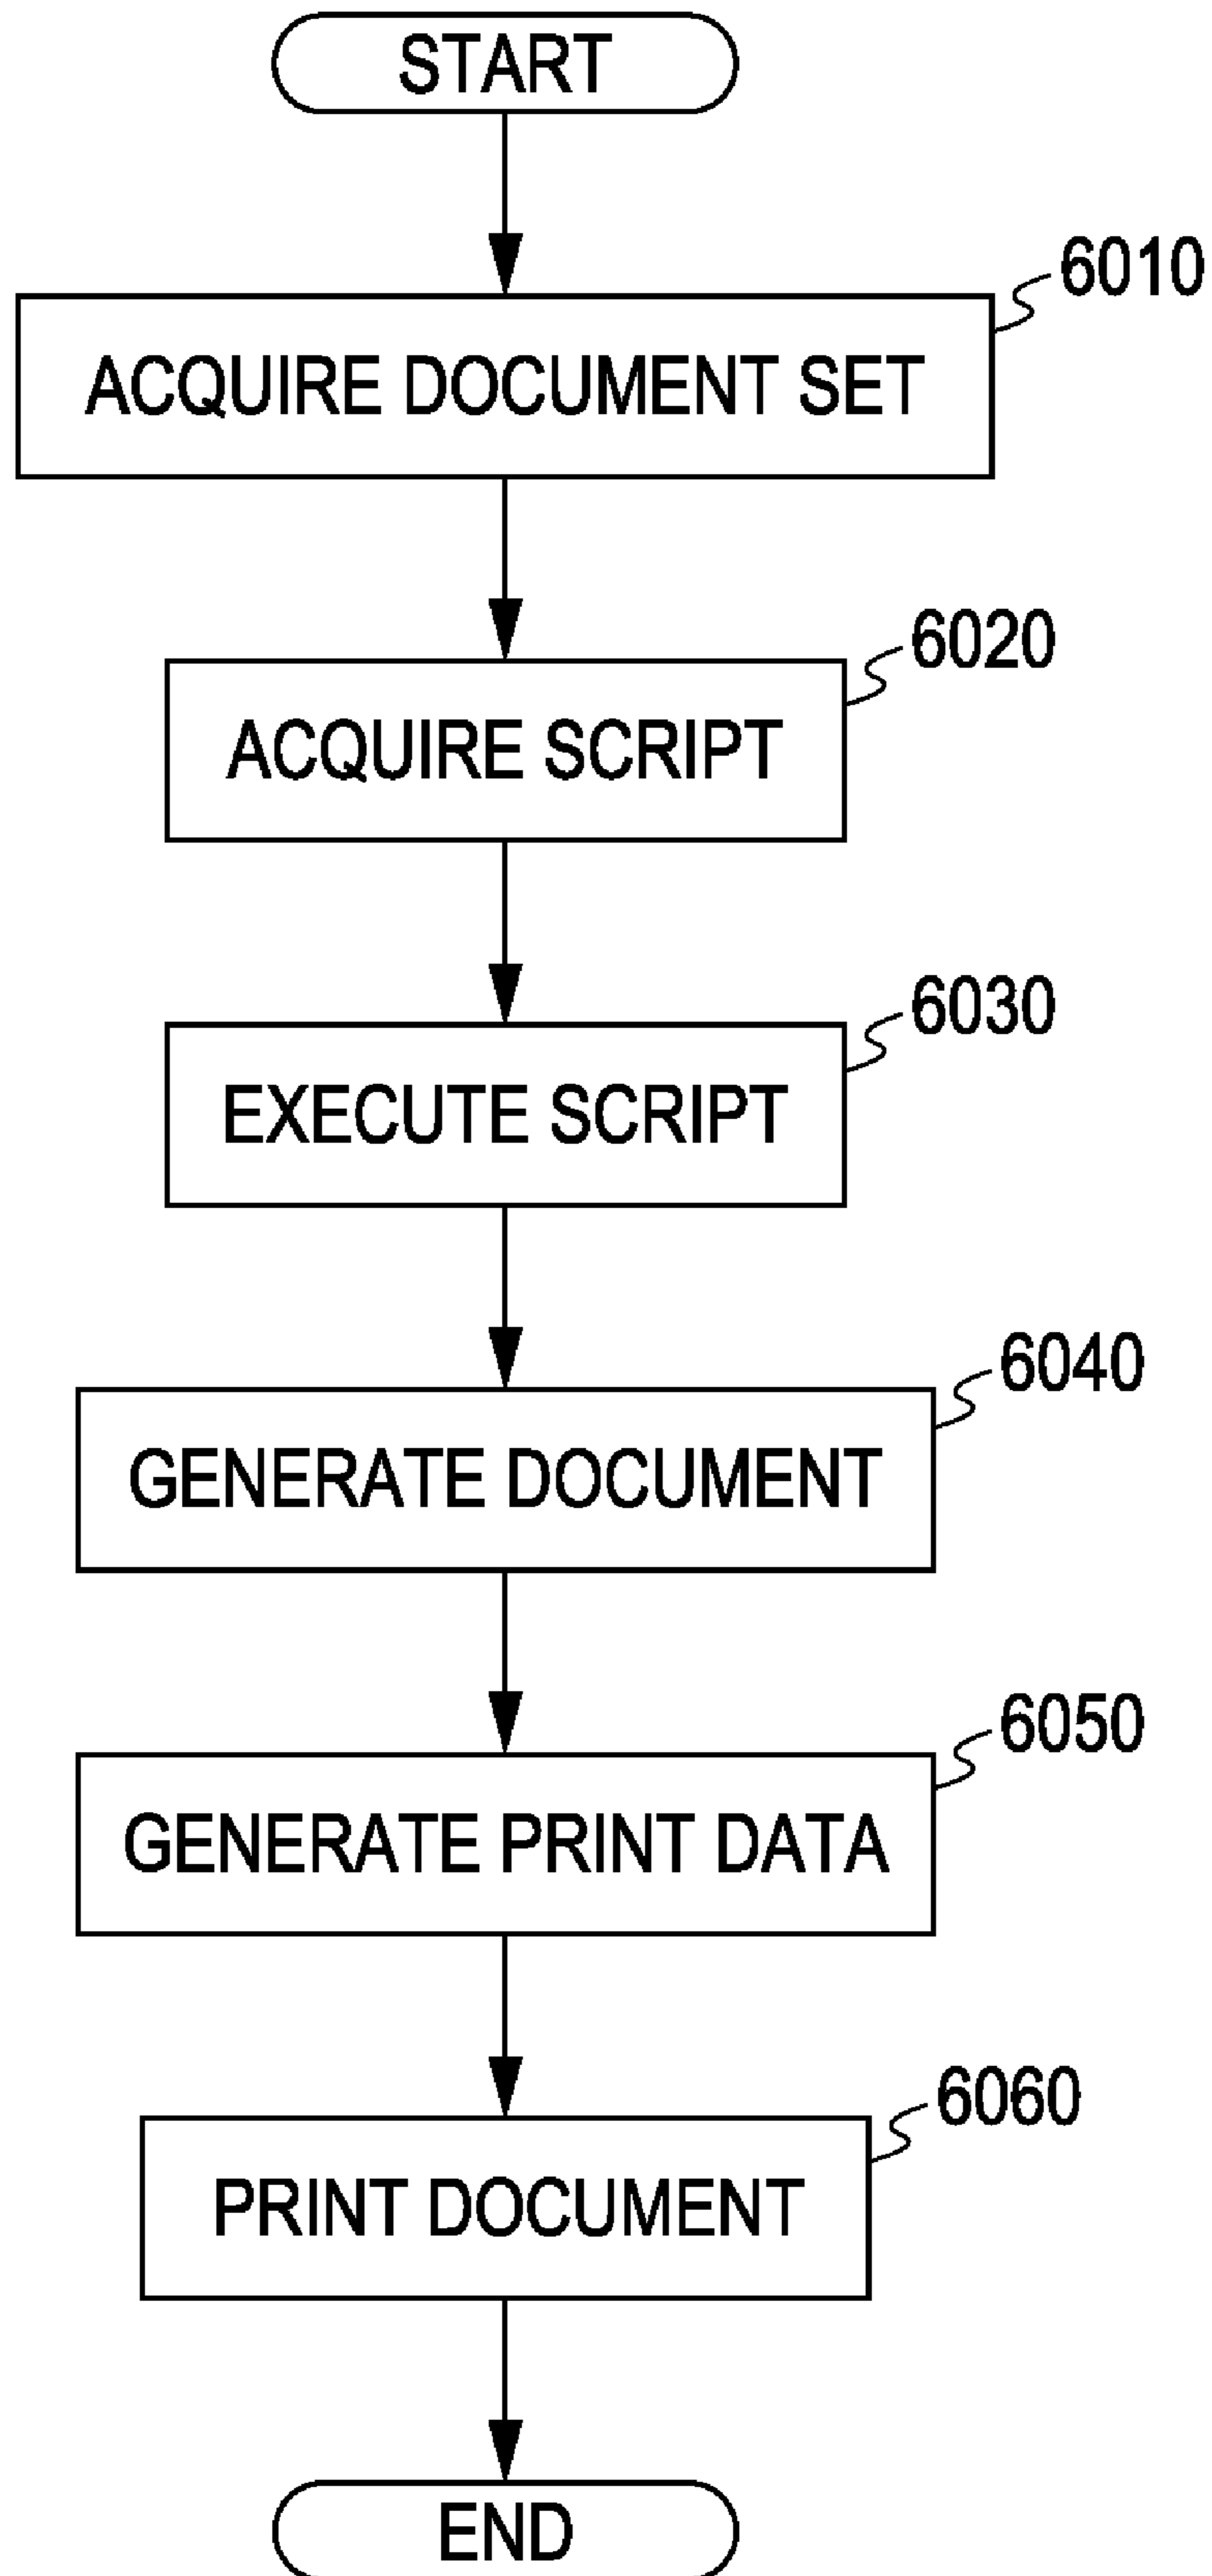 START
6010
ACQUIRE DOCUMENT SET
6020
ACQUIRE SCRIPT
6030
EXECUTE SCRIPT
6040
GENERATE DOCUMENT
6050
GENERATE PRINT DATA
6060
PRINT DOCUMENT
END